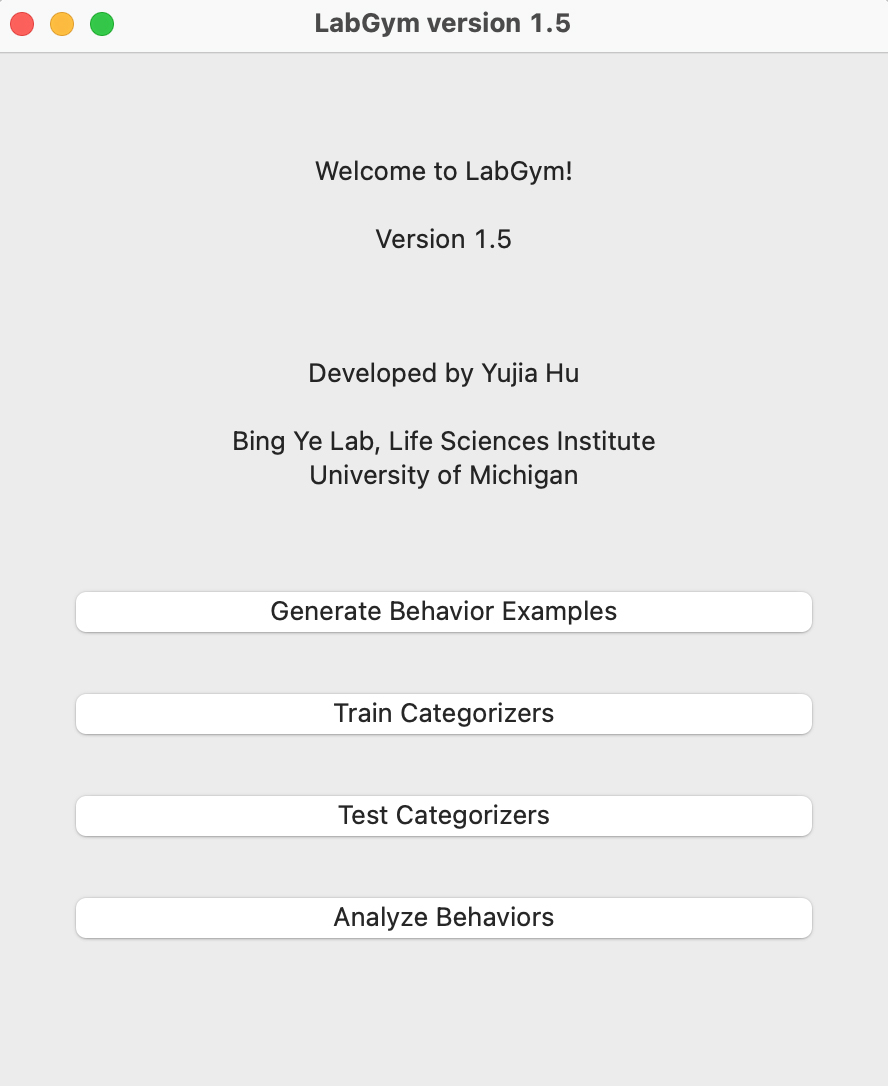 LabGym version 1.5
Welcome to LabGym!
Version 1.5
Developed by Yujia Hu
Bing Ye Lab, Life Sciences Institute
University of Michigan
Generate Behavior Examples
Train Categorizers
Test Categorizers
Analyze Behaviors